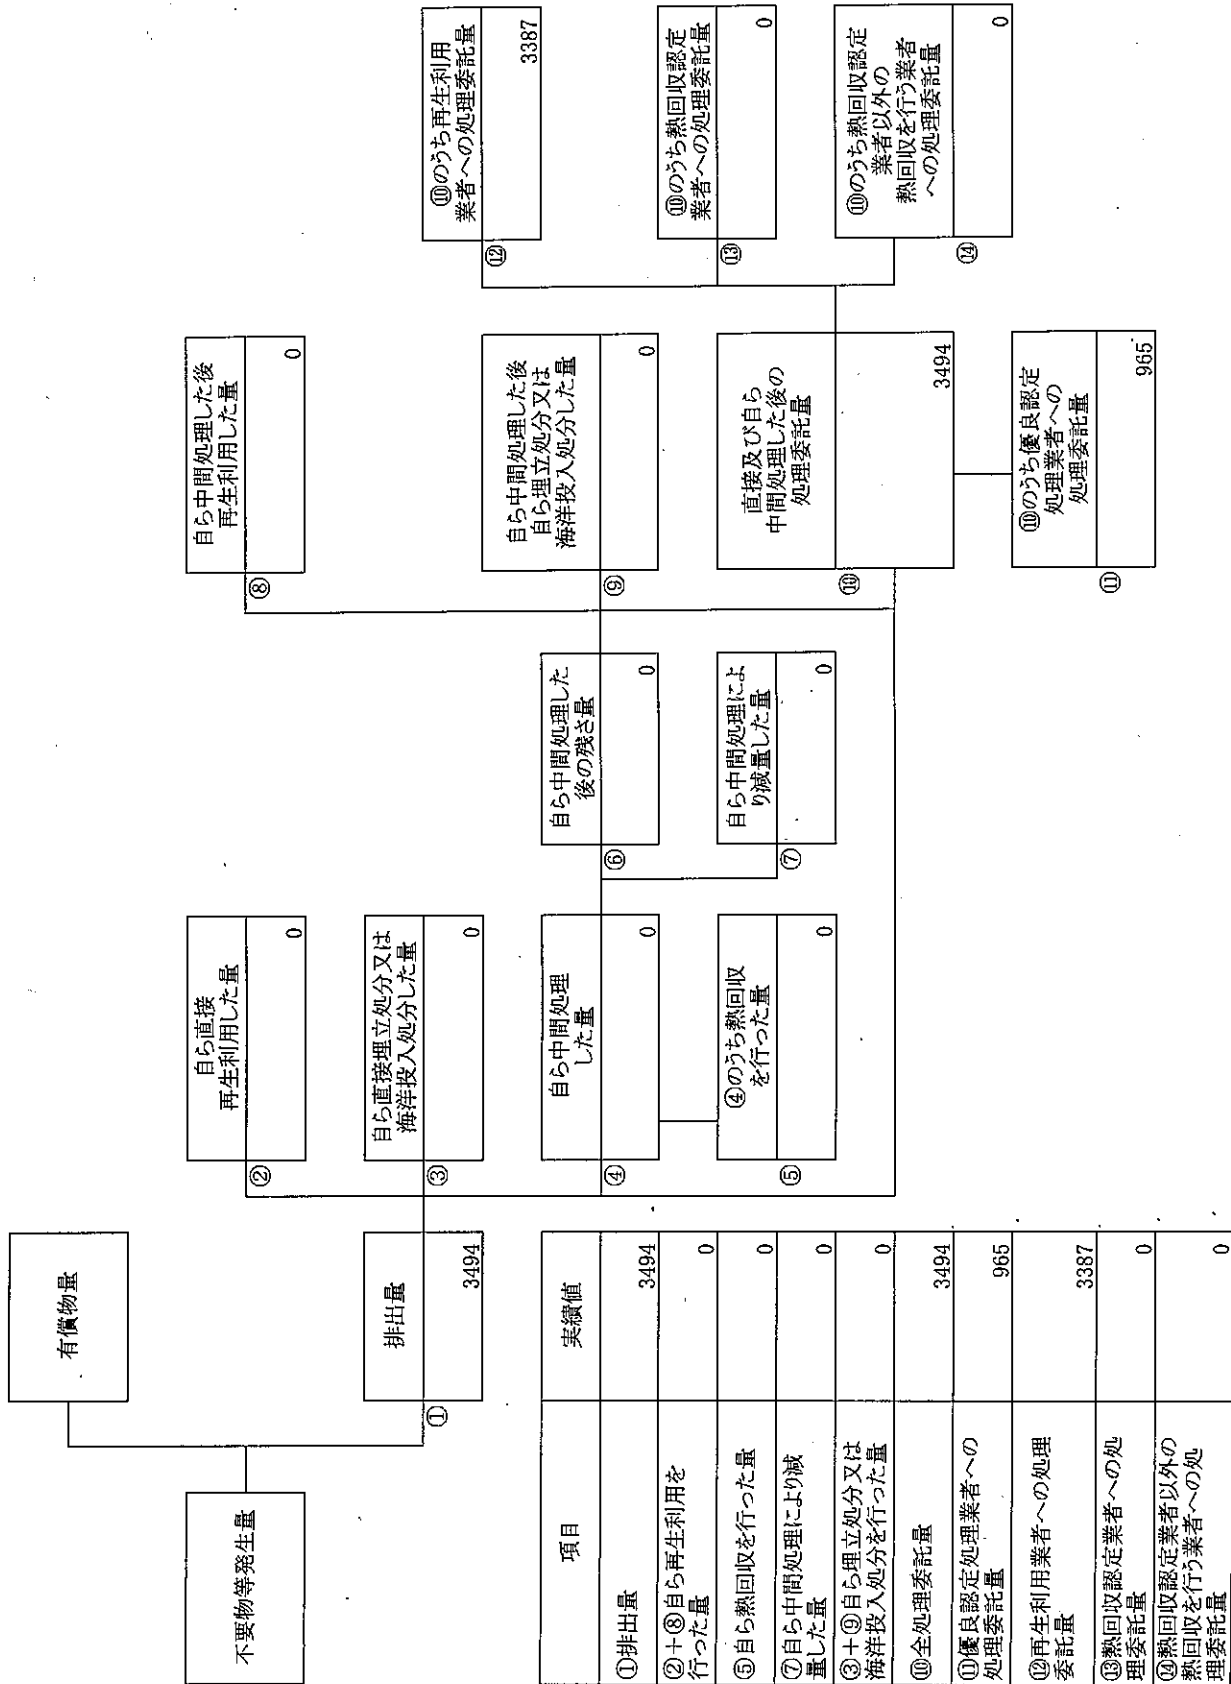 不要物等発生量
有償物量
排出量
①
3494
②
自ら直接
再生利用した量
0
③
自ら直接埋立処分又は
海洋投入処分した量
0
④
自ら中間処理
した量
0
⑤
④のうち熱回収
を行った量
0
⑥
自ら中間処理した
後の残さ量
0
⑦
自ら中間処理によ
り減量した量
0
⑧
自ら中間処理した後
再生利用した量
0
⑨
自ら中間処理した後
自ら埋立処分又は
海洋投入処分した量
0
⑩
直接及び自ら
中間処理した後の
処理委託量
3494
⑪
⑩のうち優良認定
処理業者への
処理委託量
965
⑫
⑩のうち再生利用
業者への処理委託量
3387
⑬
⑩のうち熱回収認定
業者への処理委託量
0
⑭
⑩のうち熱回収認定
業者以外の
熱回収を行う業者
への処理委託量
0
項目 実績値
①排出量 3494
②+⑧自ら再生利用を
行った量 0
⑤自ら熱回収を行った量 0
⑦自ら中間処理により減
量した量 0
③+⑨自ら埋立処分又は
海洋投入処分を行った量 0
⑩全処理委託量 3494
⑪優良認定処理業者への
処理委託量 965
⑫再生利用業者への処理
委託量 3387
⑬熱回収認定業者への処
理委託量 0
⑭熱回収認定業者以外の
熱回収を行う業者への処
理委託量 0